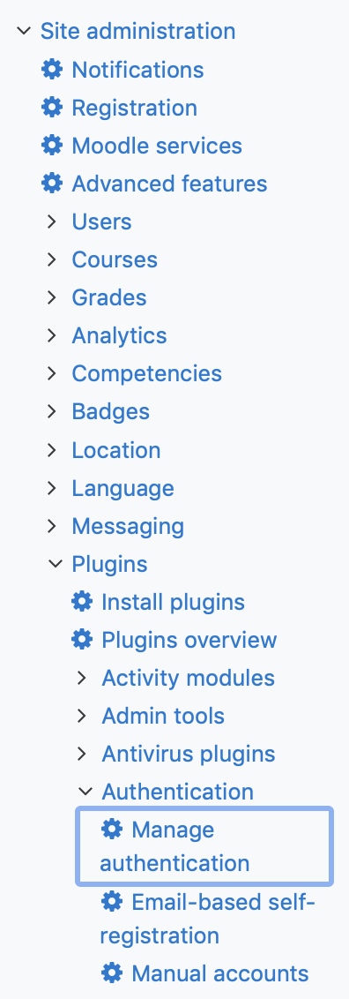 Site administration
Notifications
Registration
Moodle services
Advanced features
Users
Courses
Grades
Analytics
Competencies
Badges
Location
Language
Messaging
Plugins
Install plugins
Plugins overview
Activity modules
Admin tools
Antivirus plugins
Authentication
Manage
authentication
Email-based self-
registration
Manual accounts